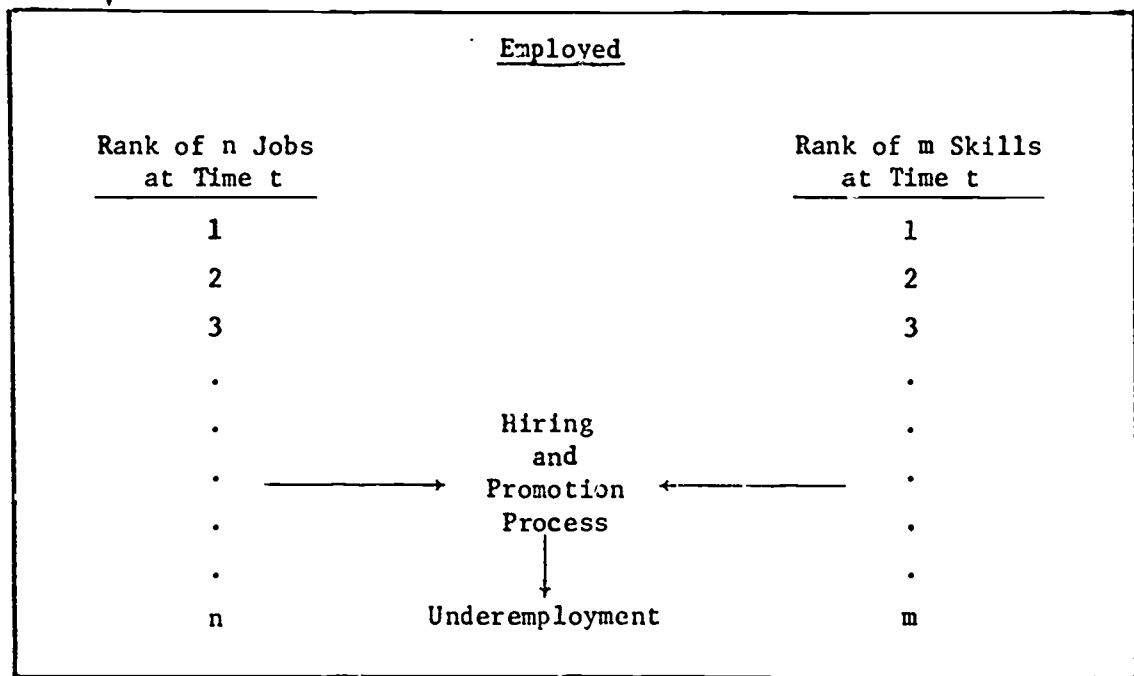 Employed
Rank of n Jobs
at Time t
1
2
3
.
.
.
.
.
n
Hiring
and
Promotion
Process
Underemployment
Rank of m Skills
at Time t
1
2
3
.
.
.
.
.
m